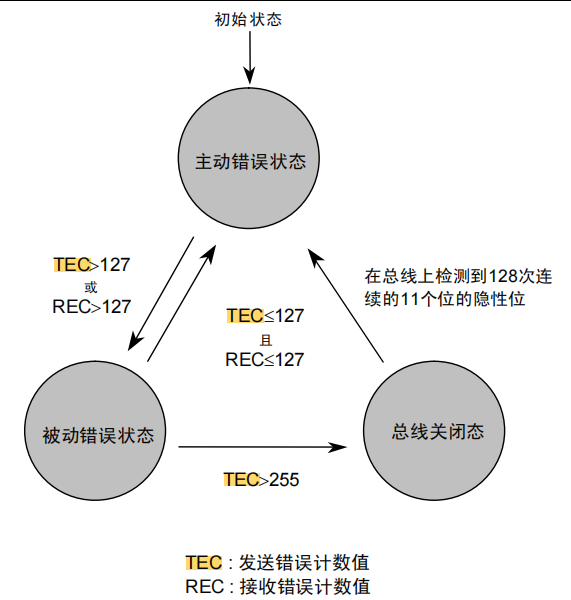 初始状态
主动错误状态
TEC>127
或
REC>127
在总线上检测到128次连
续的11个位的隐性位
TEC≤127
且
REC≤127
被动错误状态
总线关闭态
TEC>255
TEC : 发送错误计数值
REC : 接收错误计数值